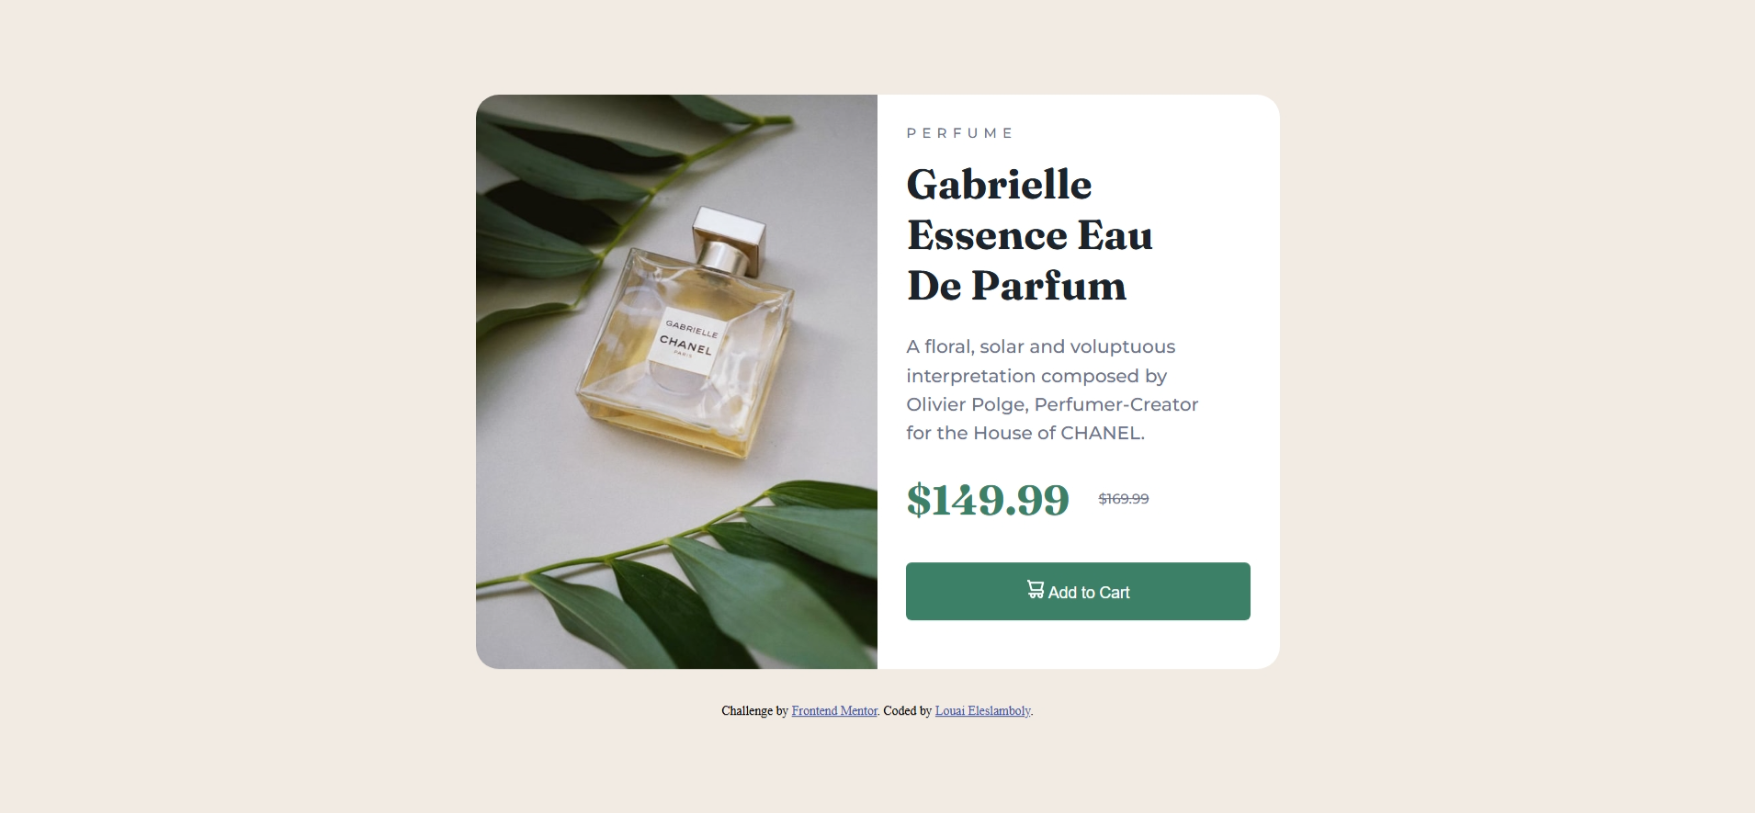 GABRIELLE
CHANEL
PARIS
PERFUME
Gabrielle
Essence Eau
De Parfum
A floral, solar and voluptuous
interpretation composed by
Olivier Polge, Perfumer-Creator
for the House of CHANEL.
$149.99 $169.99
Add to Cart
Challenge by Frontend Mentor. Coded by Louai Eleslamboly.